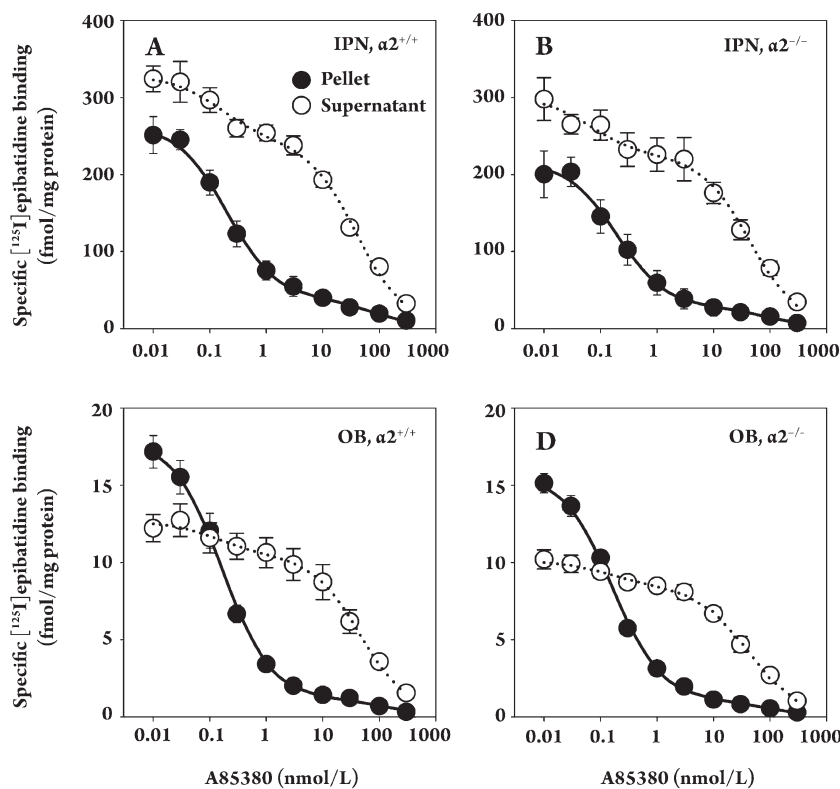 A
IPN, α2⁺/⁺
Pellet
Supernatant
400
300
200
100
0
0.01 0.1 1 10 100 1000
Specific [¹²⁵I]epibatidine binding
(fmol/mg protein)
B
IPN, α2⁻/⁻
400
300
200
100
0
0.01 0.1 1 10 100 1000
OB, α2⁺/⁺
20
15
10
5
0
0.01 0.1 1 10 100 1000
Specific [¹²⁵I]epibatidine binding
(fmol/mg protein)
A85380 (nmol/L)
D
OB, α2⁻/⁻
20
15
10
5
0
0.01 0.1 1 10 100 1000
A85380 (nmol/L)